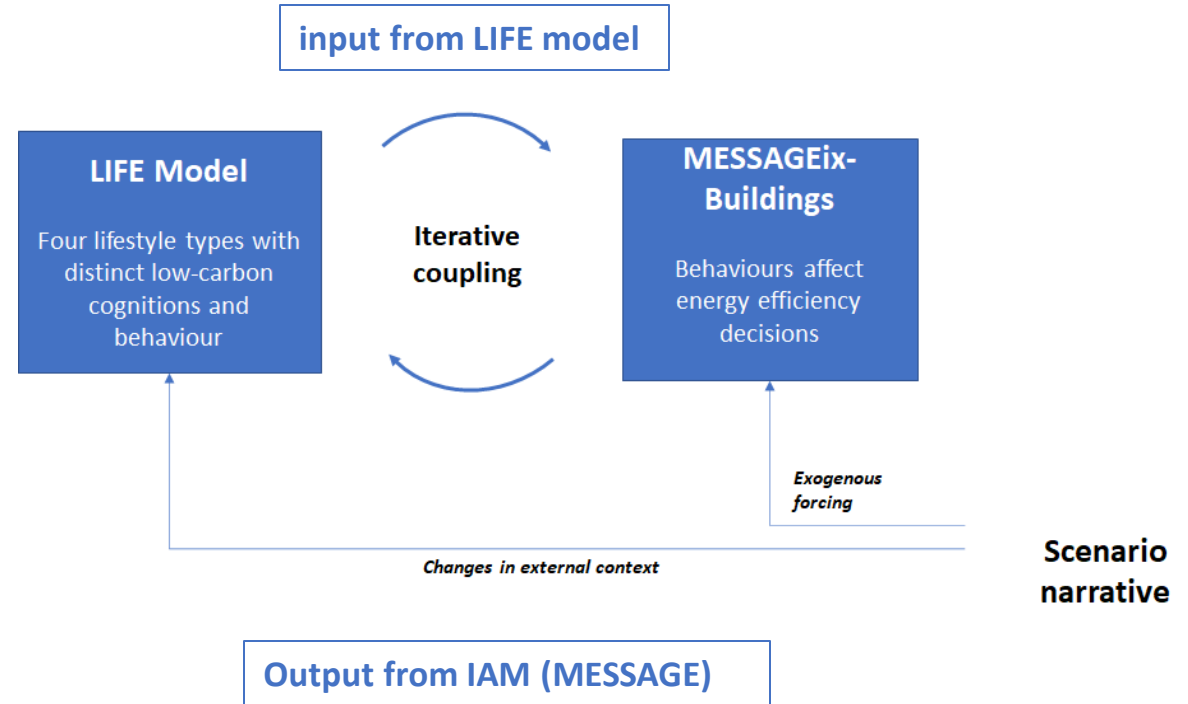 input from LIFE model
LIFE Model
Four lifestyle types with
distinct low-carbon
cognitions and
behaviour
Iterative
coupling
MESSAGEix-
Buildings
Behaviours affect
energy efficiency
decisions
Exogenous
forcing
Changes in external context
Scenario
narrative
Output from IAM (MESSAGE)